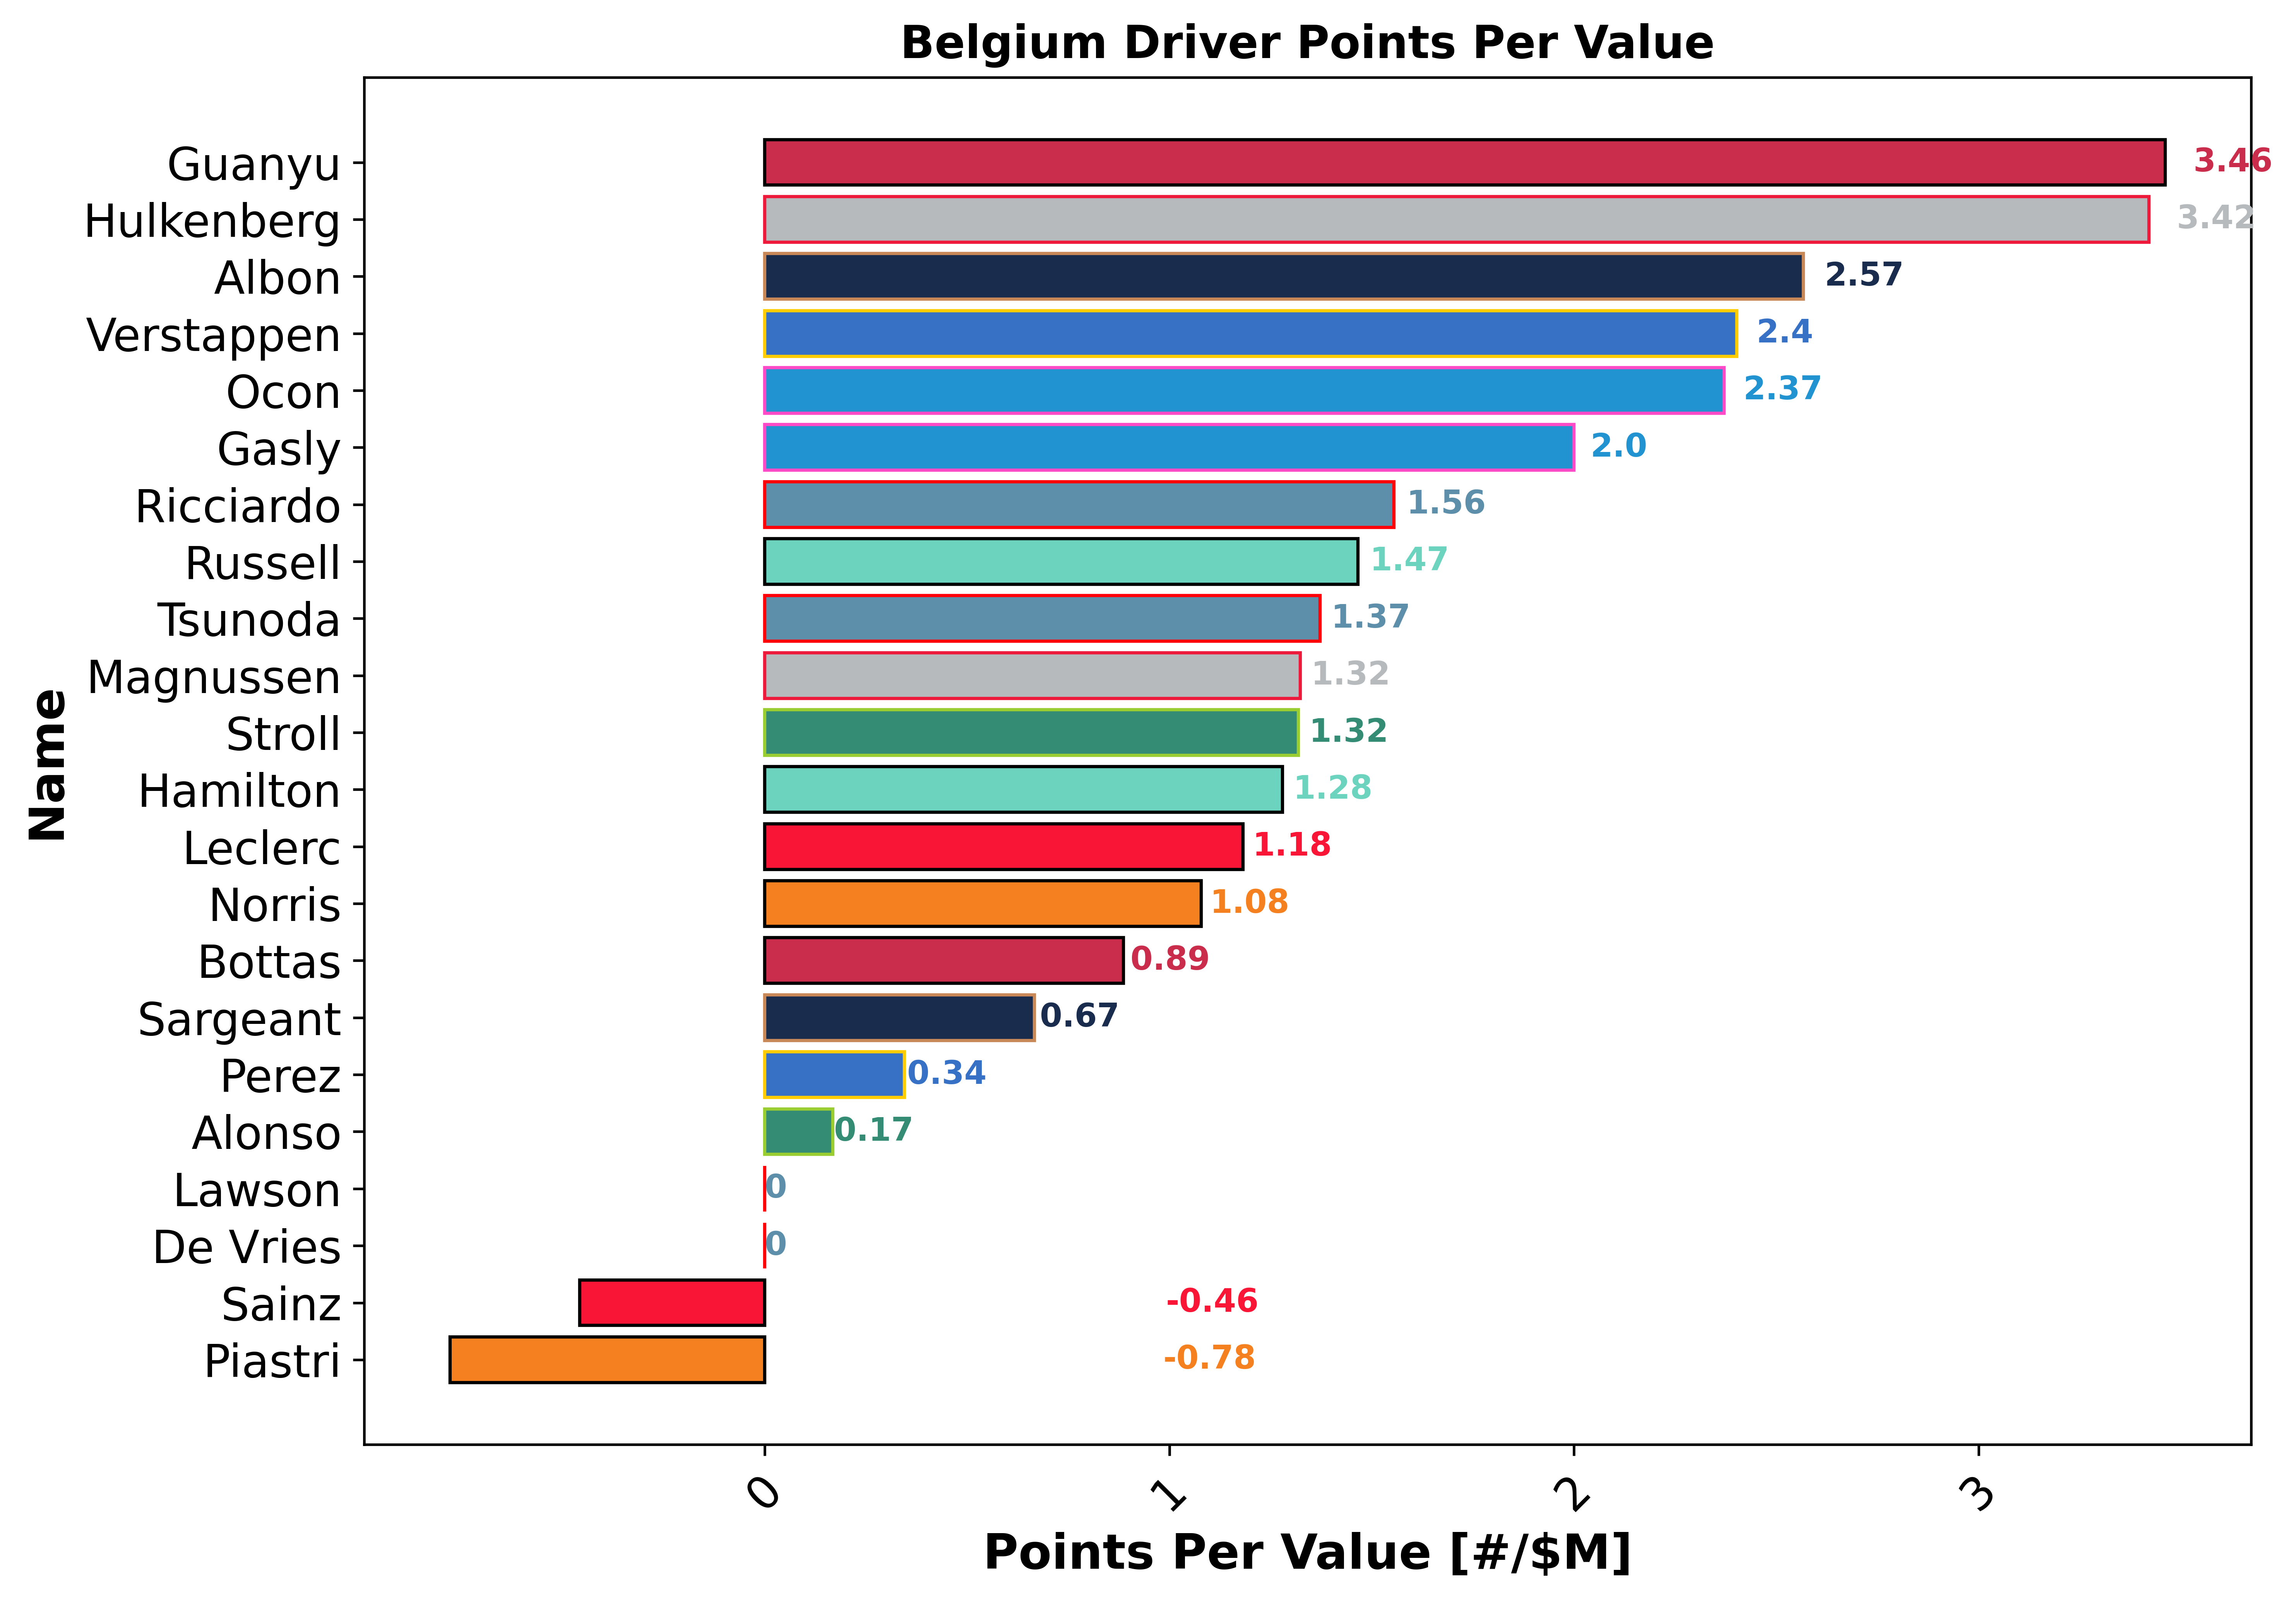 Belgium Driver Points Per Value
Guanyu 3.46
Hulkenberg 3.42
Albon 2.57
Verstappen 2.4
Ocon 2.37
Gasly 2.0
Ricciardo 1.56
Russell 1.47
Tsunoda 1.37
Magnussen 1.32
Stroll 1.32
Hamilton 1.28
Leclerc 1.18
Norris 1.08
Bottas 0.89
Sargeant 0.67
Perez 0.34
Alonso 0.17
Lawson 0
De Vries 0
Sainz -0.46
Piastri -0.78
Name
0 1 2 3
Points Per Value [#/$M]